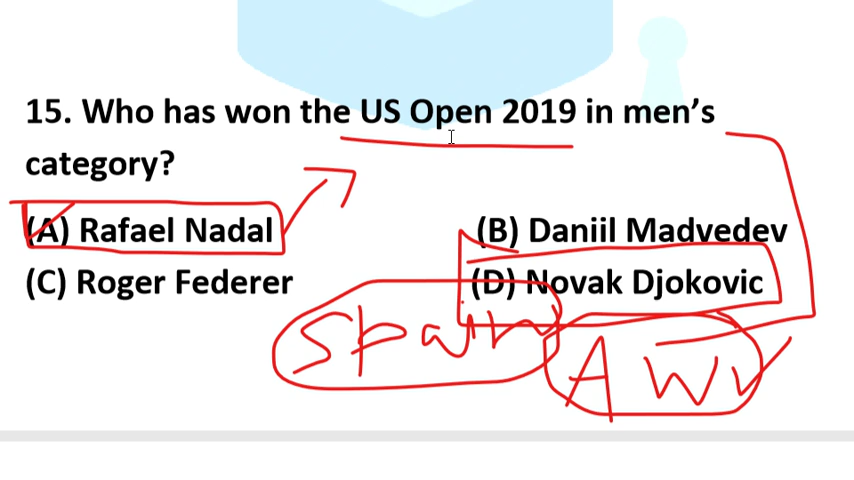 15. Who has won the US Open 2019 in men's
category?
(A) Rafael Nadal (B) Daniil Madvedev
(C) Roger Federer (D) Novak Djokovic
Spain